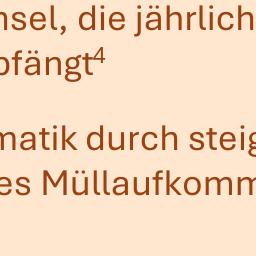 nsel, die jährlich
pfängt⁴
matik durch steig
es Müllaufkomm